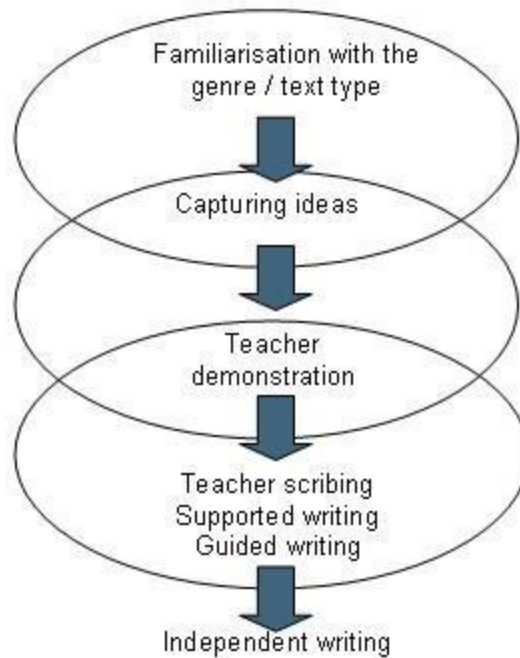 Familiarisation with the
genre / text type
Capturing ideas
Teacher
demonstration
Teacher scribing
Supported writing
Guided writing
Independent writing